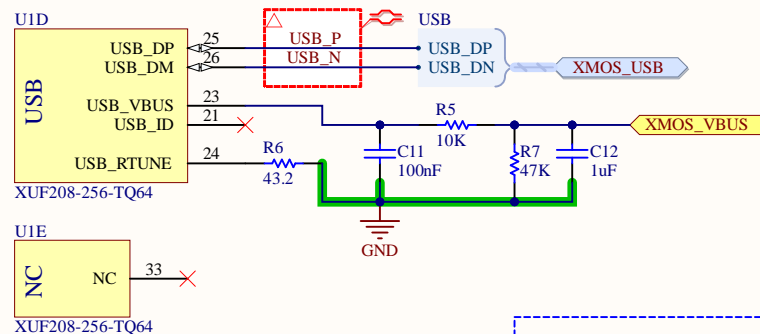 U1D
USB
USB_DP 25
USB_DM 26
USB_VBUS 23
USB_ID 21
USB_RTUNE 24
XUF208-256-TQ64
USB_P
USB_N
USB
USB_DP
USB_DN
XMOS_USB
R5
10K
XMOS_VBUS
R6
43.2
C11
100nF
R7
47K
C12
1uF
GND
U1E
NC
NC 33
XUF208-256-TQ64